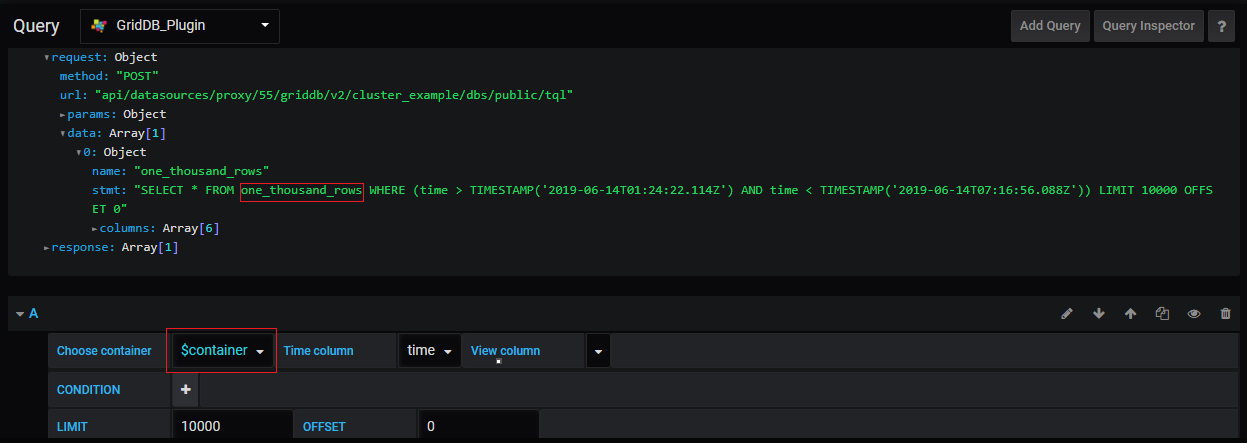 Query GridDB_Plugin Add Query Query Inspector ?
request: Object
method: "POST"
url: "api/datasources/proxy/55/griddb/v2/cluster_example/dbs/public/tql"
params: Object
data: Array[1]
0: Object
name: "one_thousand_rows"
stmt: "SELECT * FROM one_thousand_rows WHERE (time > TIMESTAMP('2019-06-14T01:24:22.114Z') AND time < TIMESTAMP('2019-06-14T07:16:56.088Z')) LIMIT 10000 OFFS
ET 0"
columns: Array[6]
response: Array[1]
A
Choose container $container Time column time View column
CONDITION +
LIMIT 10000 OFFSET 0